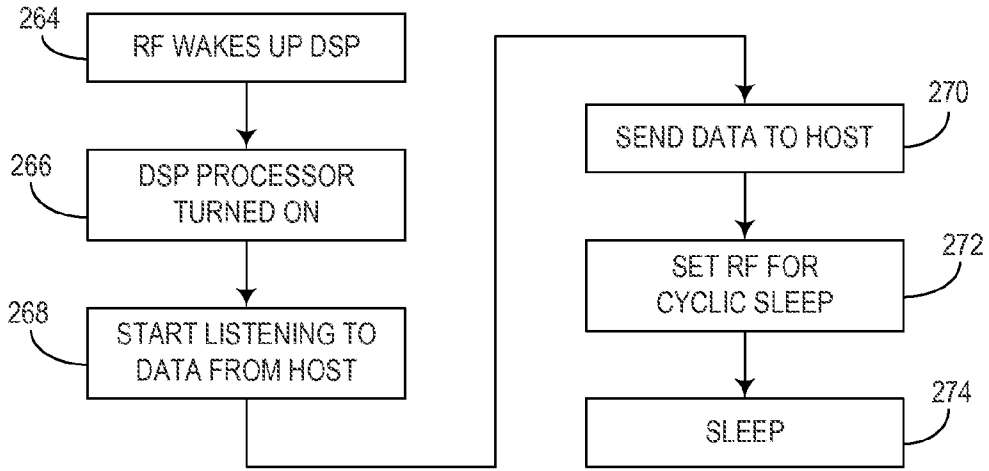 264
RF WAKES UP DSP
266
DSP PROCESSOR
TURNED ON
268
START LISTENING TO
DATA FROM HOST
270
SEND DATA TO HOST
272
SET RF FOR
CYCLIC SLEEP
274
SLEEP